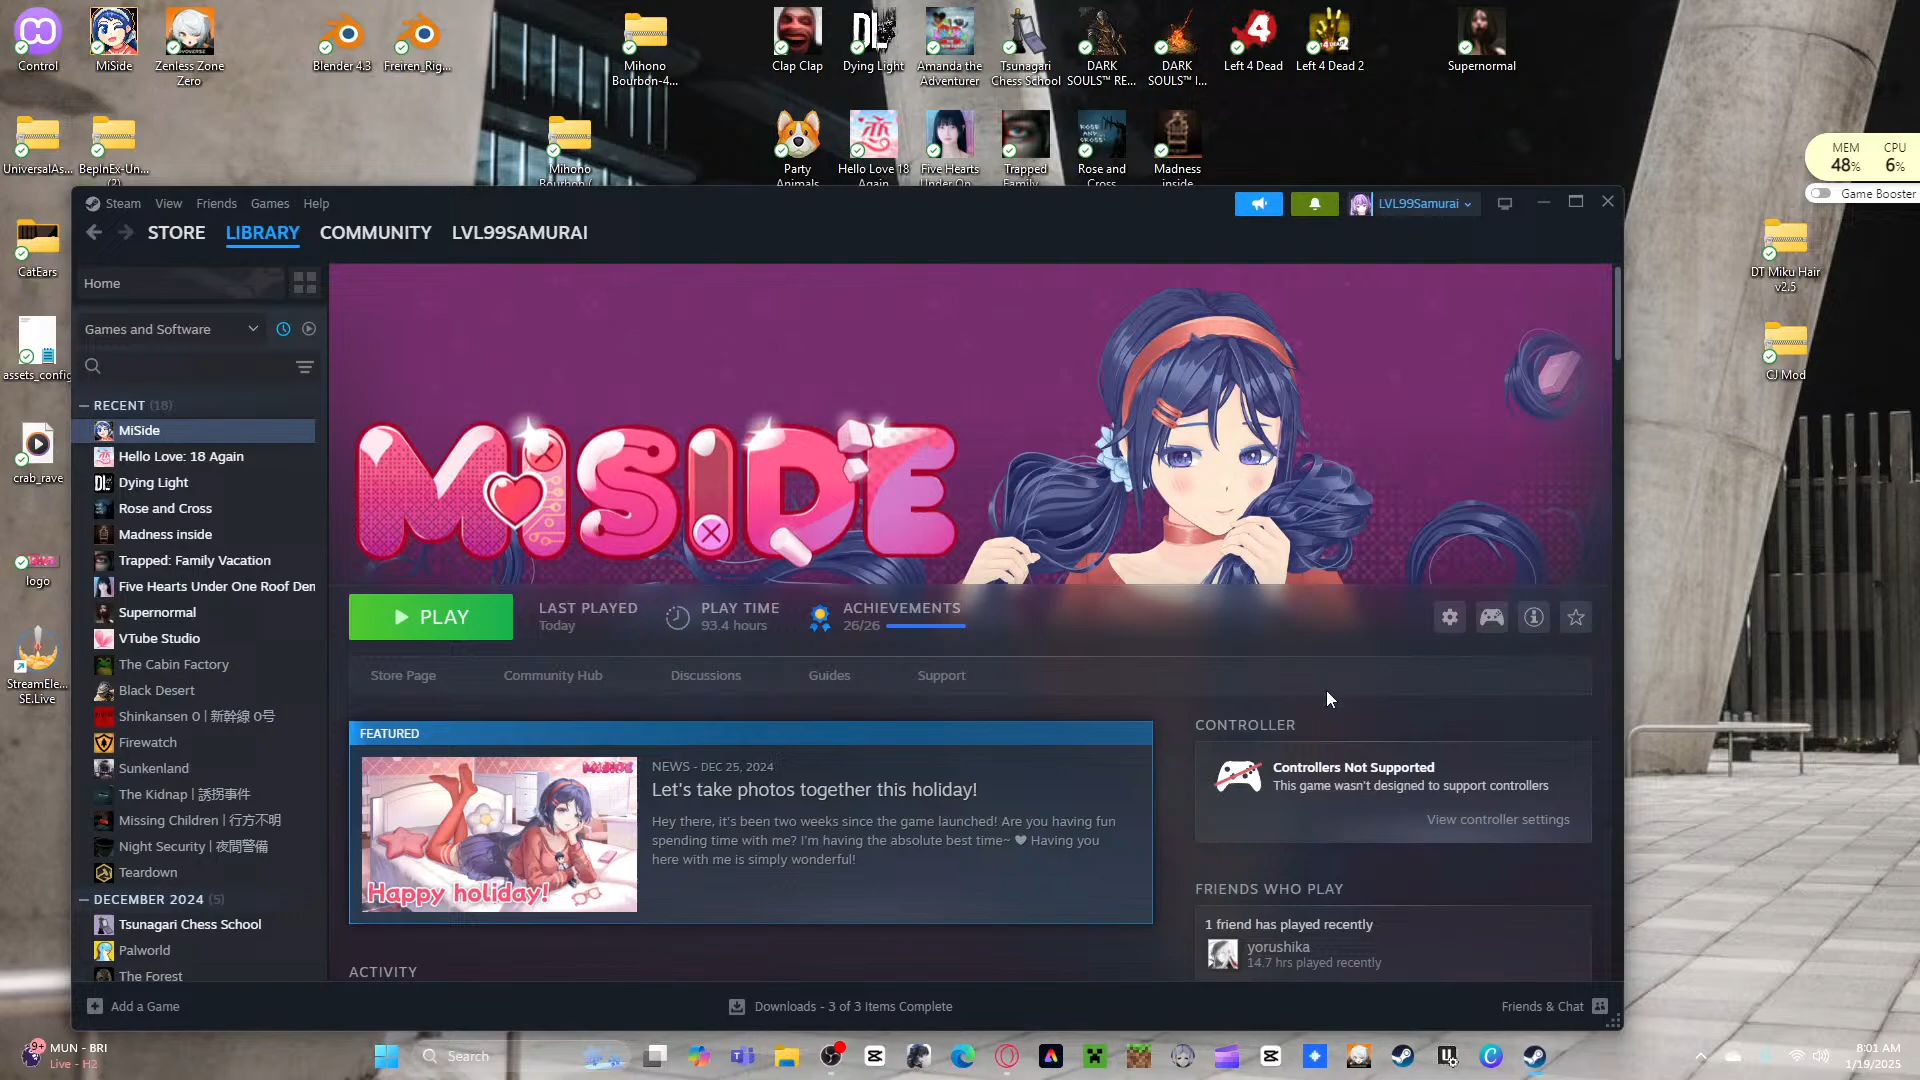 Control
MiSide
Zenless Zone
Zero
Blender 4.3
Freiren_Rig...
Mihono
Bourbon-4...
Clap Clap
Dying Light
Amanda the
Adventurer
Tsunagari
Chess School
DARK
SOULS™ RE...
DARK
SOULS™ I...
Left 4 Dead
Left 4 Dead 2
Supernormal
UniversalAs...
BepInEx-Un...
(2)
Mihono
Bourbon (
Party
Animals
Hello Love 18
Again
Five Hearts
Under On...
Trapped
Family
Rose and
Cross
Madness
inside
MEM
48%
CPU
6%
Game Booster
CatEars
assets_config
crab_rave
logo
StreamEle...
SE.Live
DT Miku Hair
v2.5
CJ Mod
Steam View Friends Games Help
LVL99Samurai
STORE LIBRARY COMMUNITY LVL99SAMURAI
Home
Games and Software
RECENT (18)
MiSide
Hello Love: 18 Again
Dying Light
Rose and Cross
Madness inside
Trapped: Family Vacation
Five Hearts Under One Roof Den
Supernormal
VTube Studio
The Cabin Factory
Black Desert
Shinkansen 0 | 新幹線 0号
Firewatch
Sunkenland
The Kidnap | 誘拐事件
Missing Children | 行方不明
Night Security | 夜間警備
Teardown
DECEMBER 2024 (5)
Tsunagari Chess School
Palworld
The Forest
MISIDE
PLAY
LAST PLAYED
Today
PLAY TIME
93.4 hours
ACHIEVEMENTS
26/26
Store Page Community Hub Discussions Guides Support
FEATURED
MISIDE
Happy holiday!
NEWS - DEC 25, 2024
Let's take photos together this holiday!
Hey there, it's been two weeks since the game launched! Are you having fun
spending time with me? I'm having the absolute best time~ ♥ Having you
here with me is simply wonderful!
ACTIVITY
CONTROLLER
Controllers Not Supported
This game wasn't designed to support controllers
View controller settings
FRIENDS WHO PLAY
1 friend has played recently
yorushika
14.7 hrs played recently
Add a Game
Downloads - 3 of 3 Items Complete
Friends & Chat
9+
MUN - BRI
Live - H2
Search
8:01 AM
1/19/2025